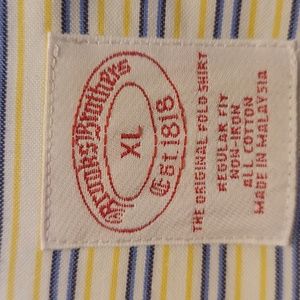 Brooks Brothers
XL
Est. 1818
THE ORIGINAL POLO SHIRT
REGULAR FIT
NON-IRON
ALL COTTON
MADE IN MALAYSIA